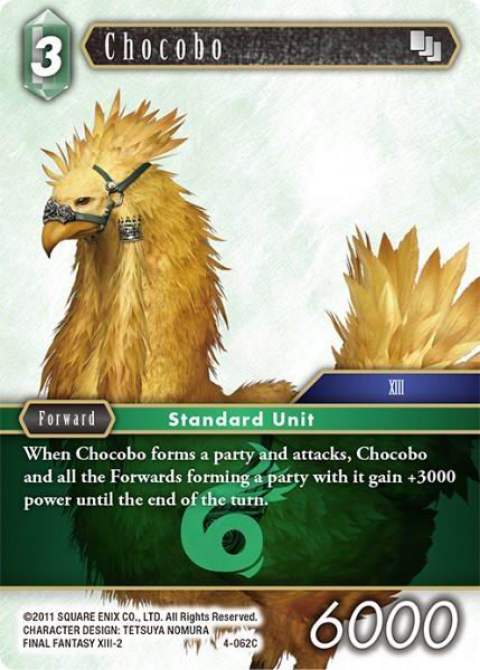 3
Chocobo
XIII
Forward
Standard Unit
When Chocobo forms a party and attacks, Chocobo
and all the Forwards forming a party with it gain +3000
power until the end of the turn.
6
©2011 SQUARE ENIX CO., LTD. All Rights Reserved.
CHARACTER DESIGN: TETSUYA NOMURA
FINAL FANTASY XIII-2
4-062C
6000